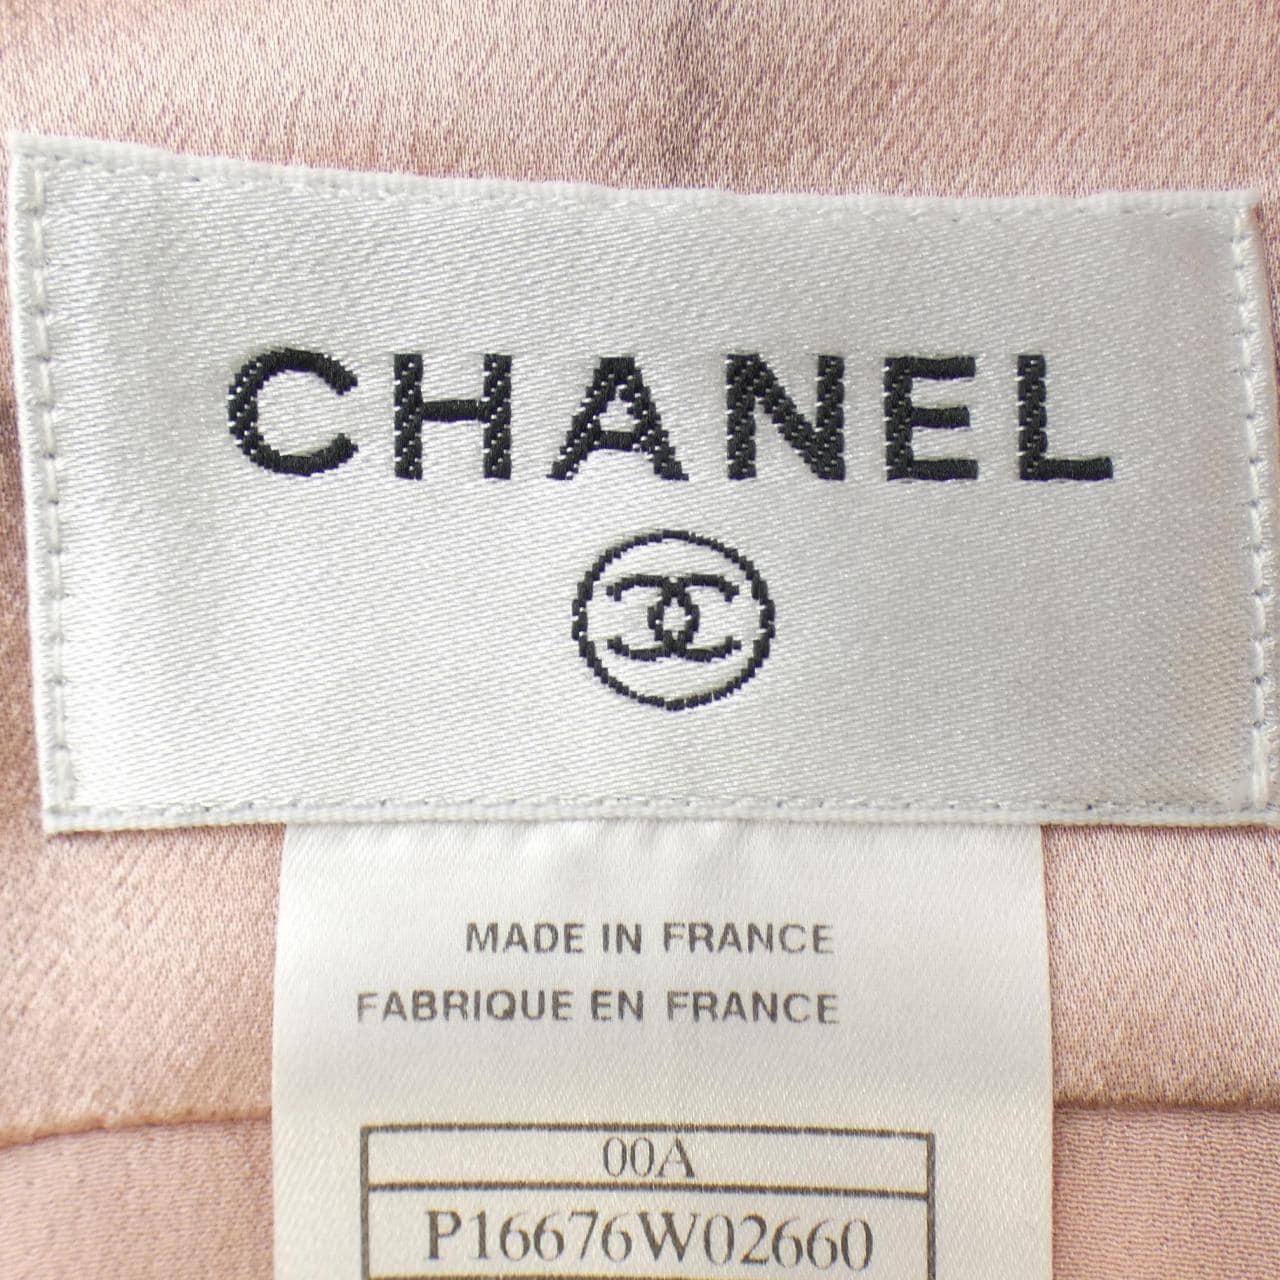 CHANEL
MADE IN FRANCE
FABRIQUE EN FRANCE
00A
P16676W02660